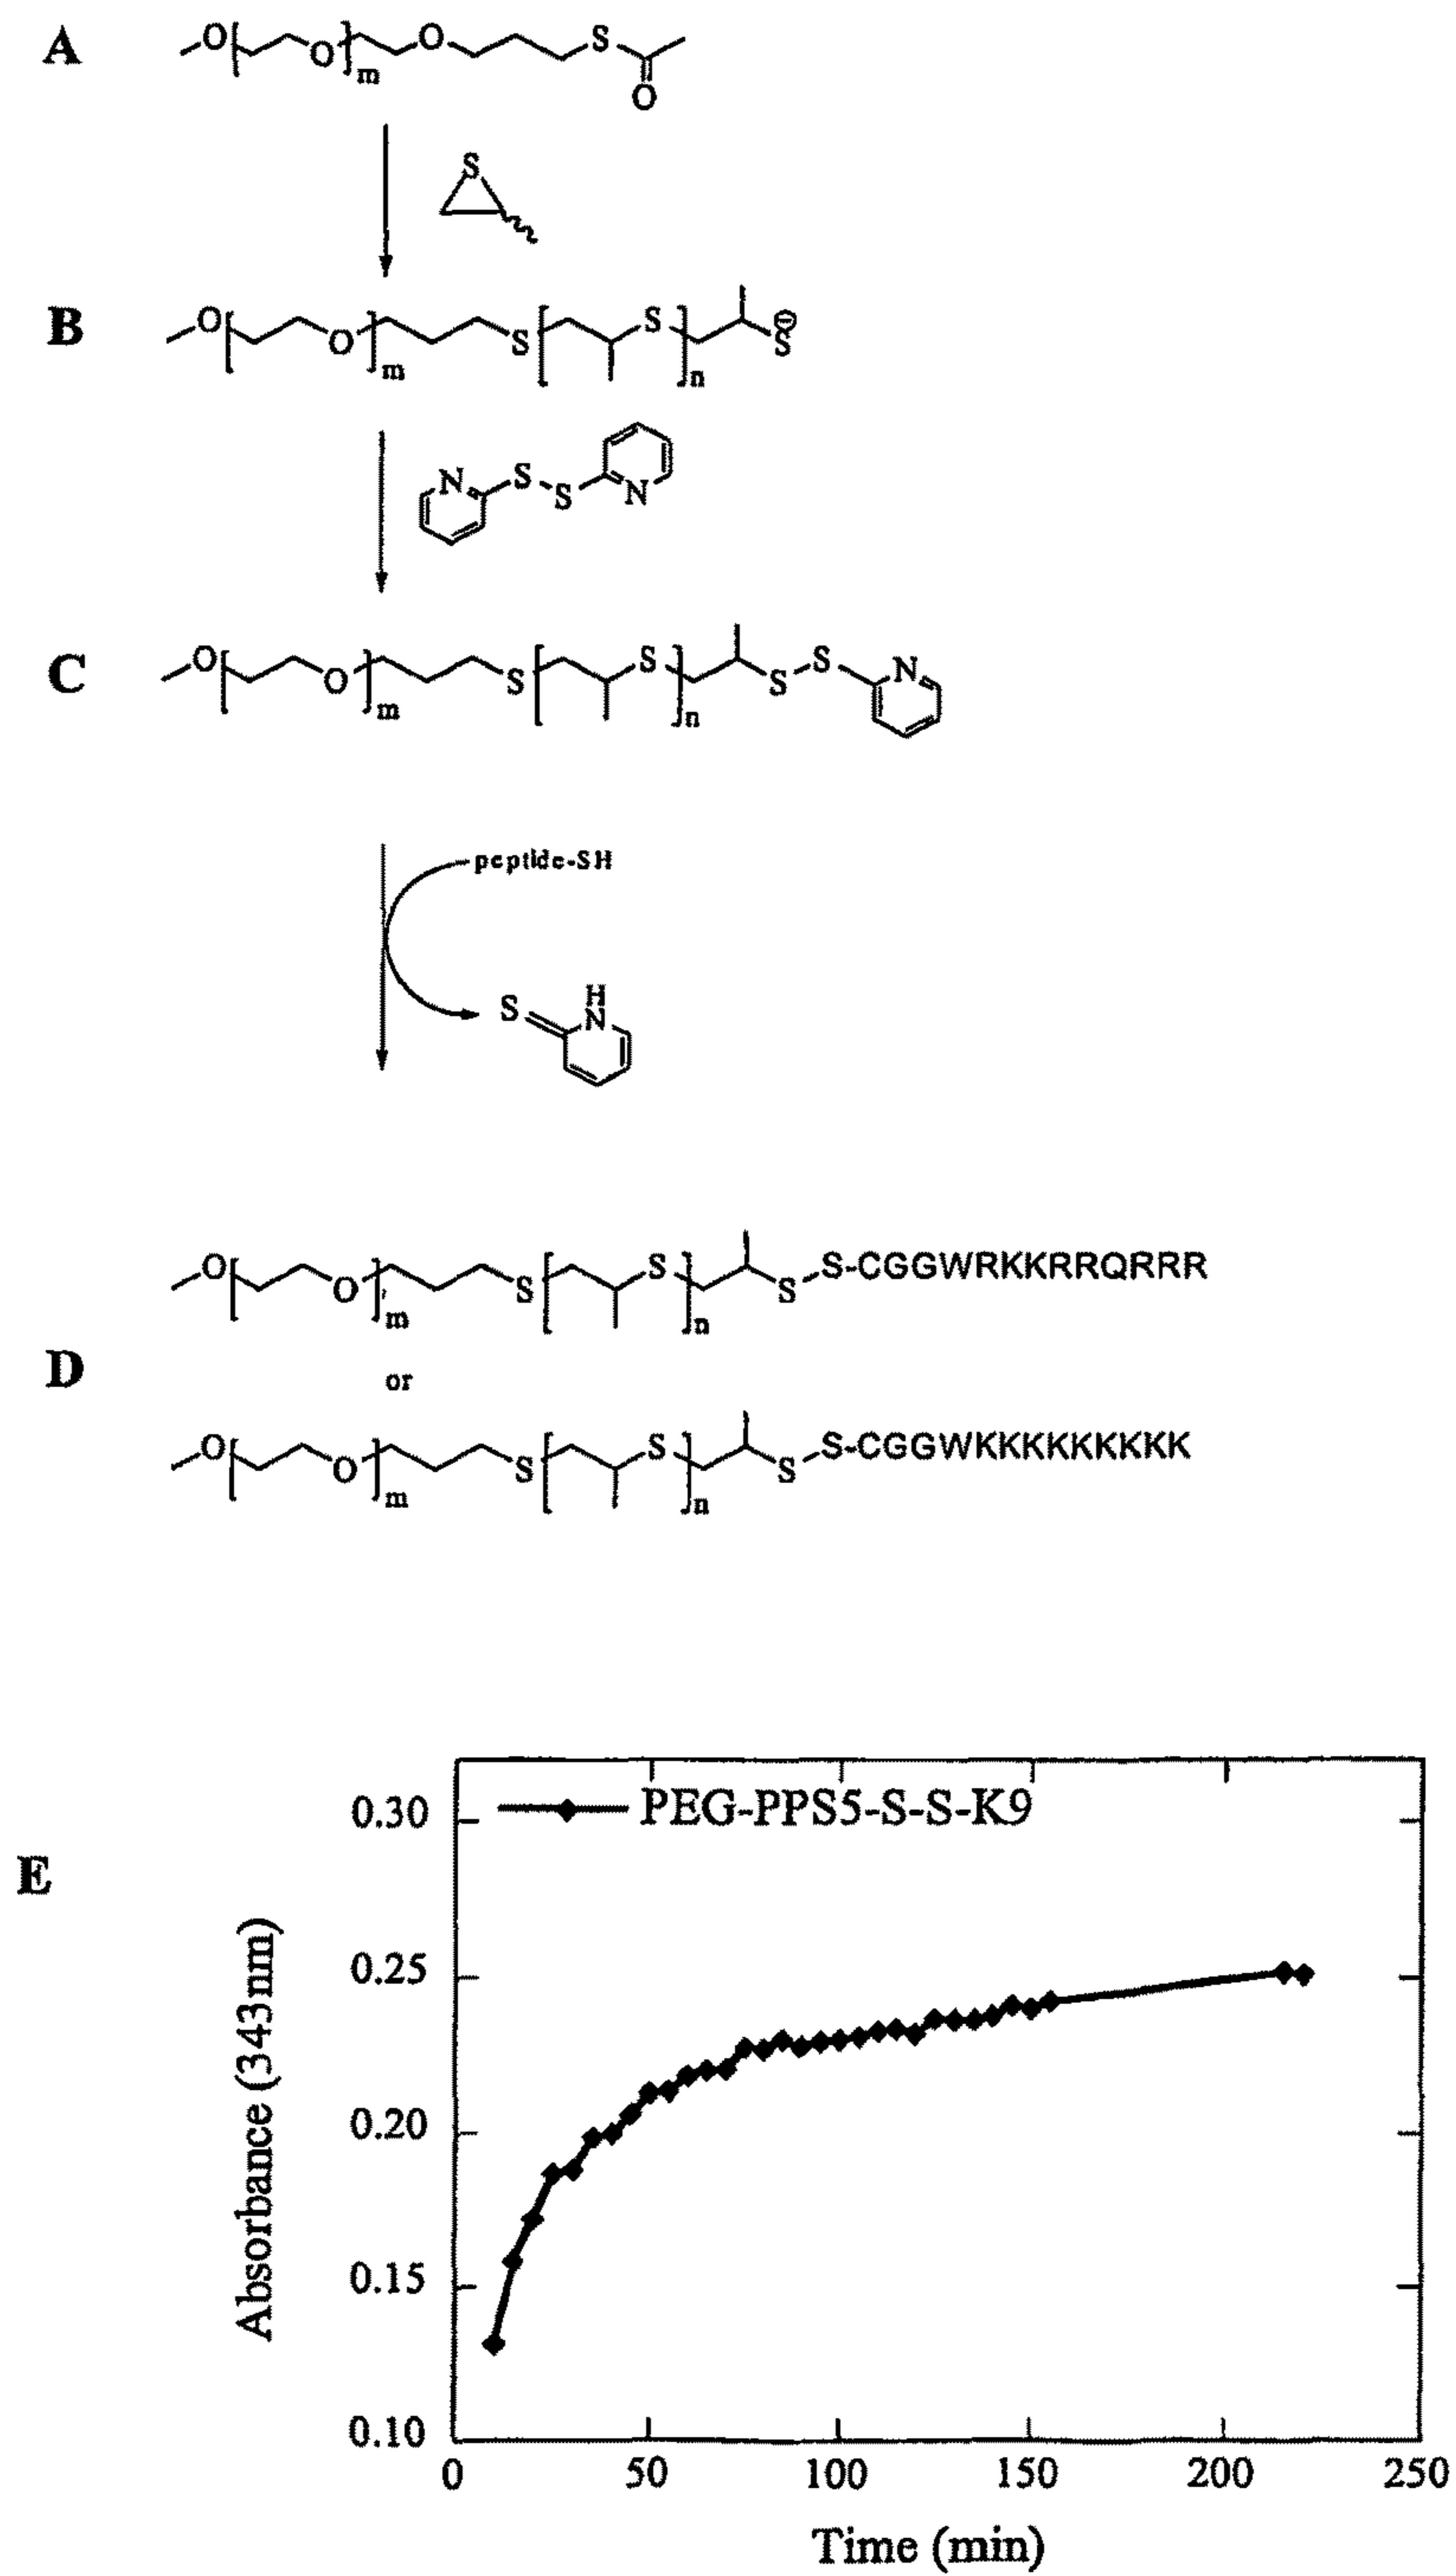 A
O O m O S O
S
B
O O m S S n S ⊖
N S S N
C
O O m S S n S S N
peptide-SH
S H N
O O m S S n S S-CGGWRKKRRQRRR
D
or
O O m S S n S S-CGGWKKKKKKKKK
E
PEG-PPS5-S-S-K9
Absorbance (343nm)
0.30
0.25
0.20
0.15
0.10
0 50 100 150 200 250
Time (min)